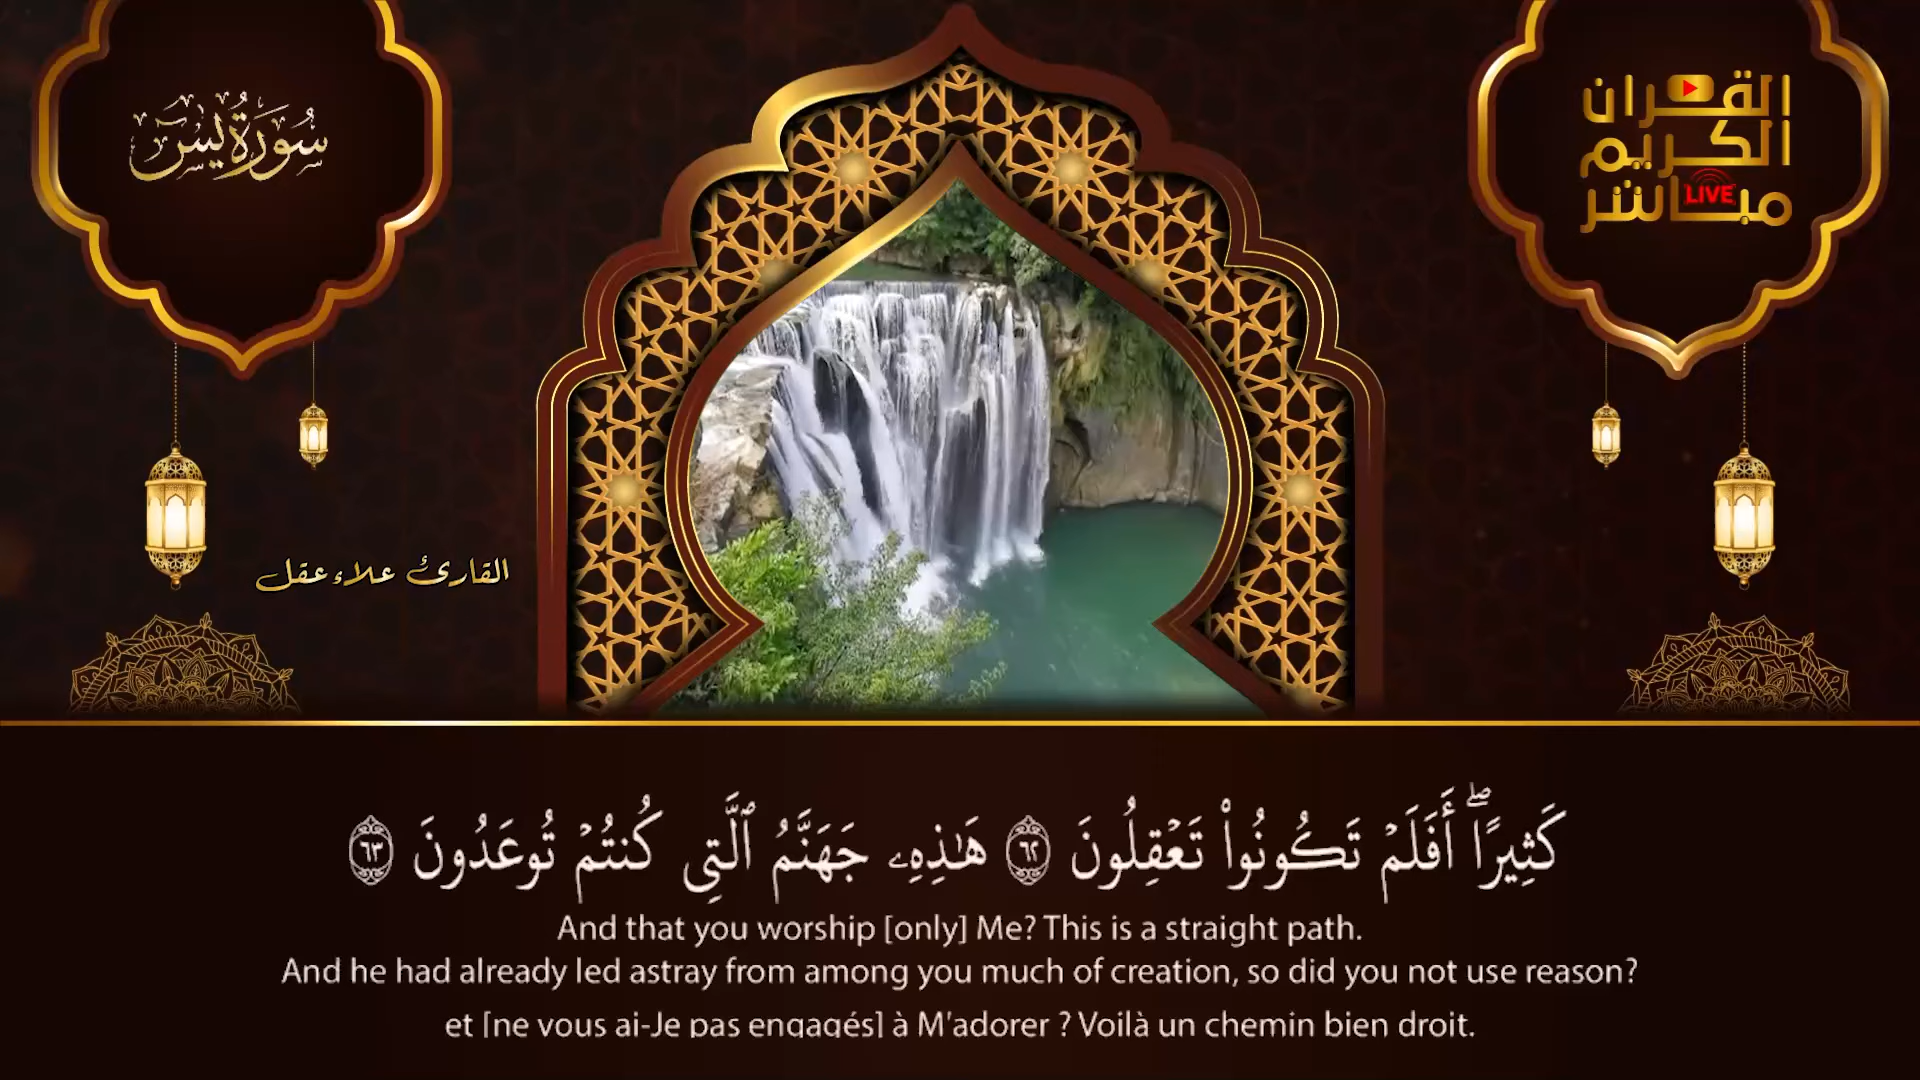 سُورَةُ يس
القران
الكريم
مباشر
LIVE
القارئ علاء عقل
كَثِيرًاۖ أَفَلَمۡ تَكُونُواْ تَعۡقِلُونَ ٦٢ هَٰذِهِۦ جَهَنَّمُ ٱلَّتِي كُنتُمۡ تُوعَدُونَ ٦٣
And that you worship [only] Me? This is a straight path.
And he had already led astray from among you much of creation, so did you not use reason?
et [ne vous ai-Je pas engagés] à M'adorer ? Voilà un chemin bien droit.